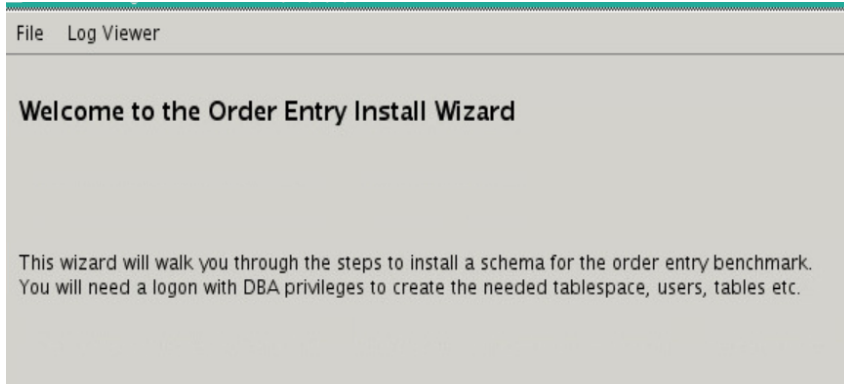 File Log Viewer
Welcome to the Order Entry Install Wizard
This wizard will walk you through the steps to install a schema for the order entry benchmark.
You will need a logon with DBA privileges to create the needed tablespace, users, tables etc.